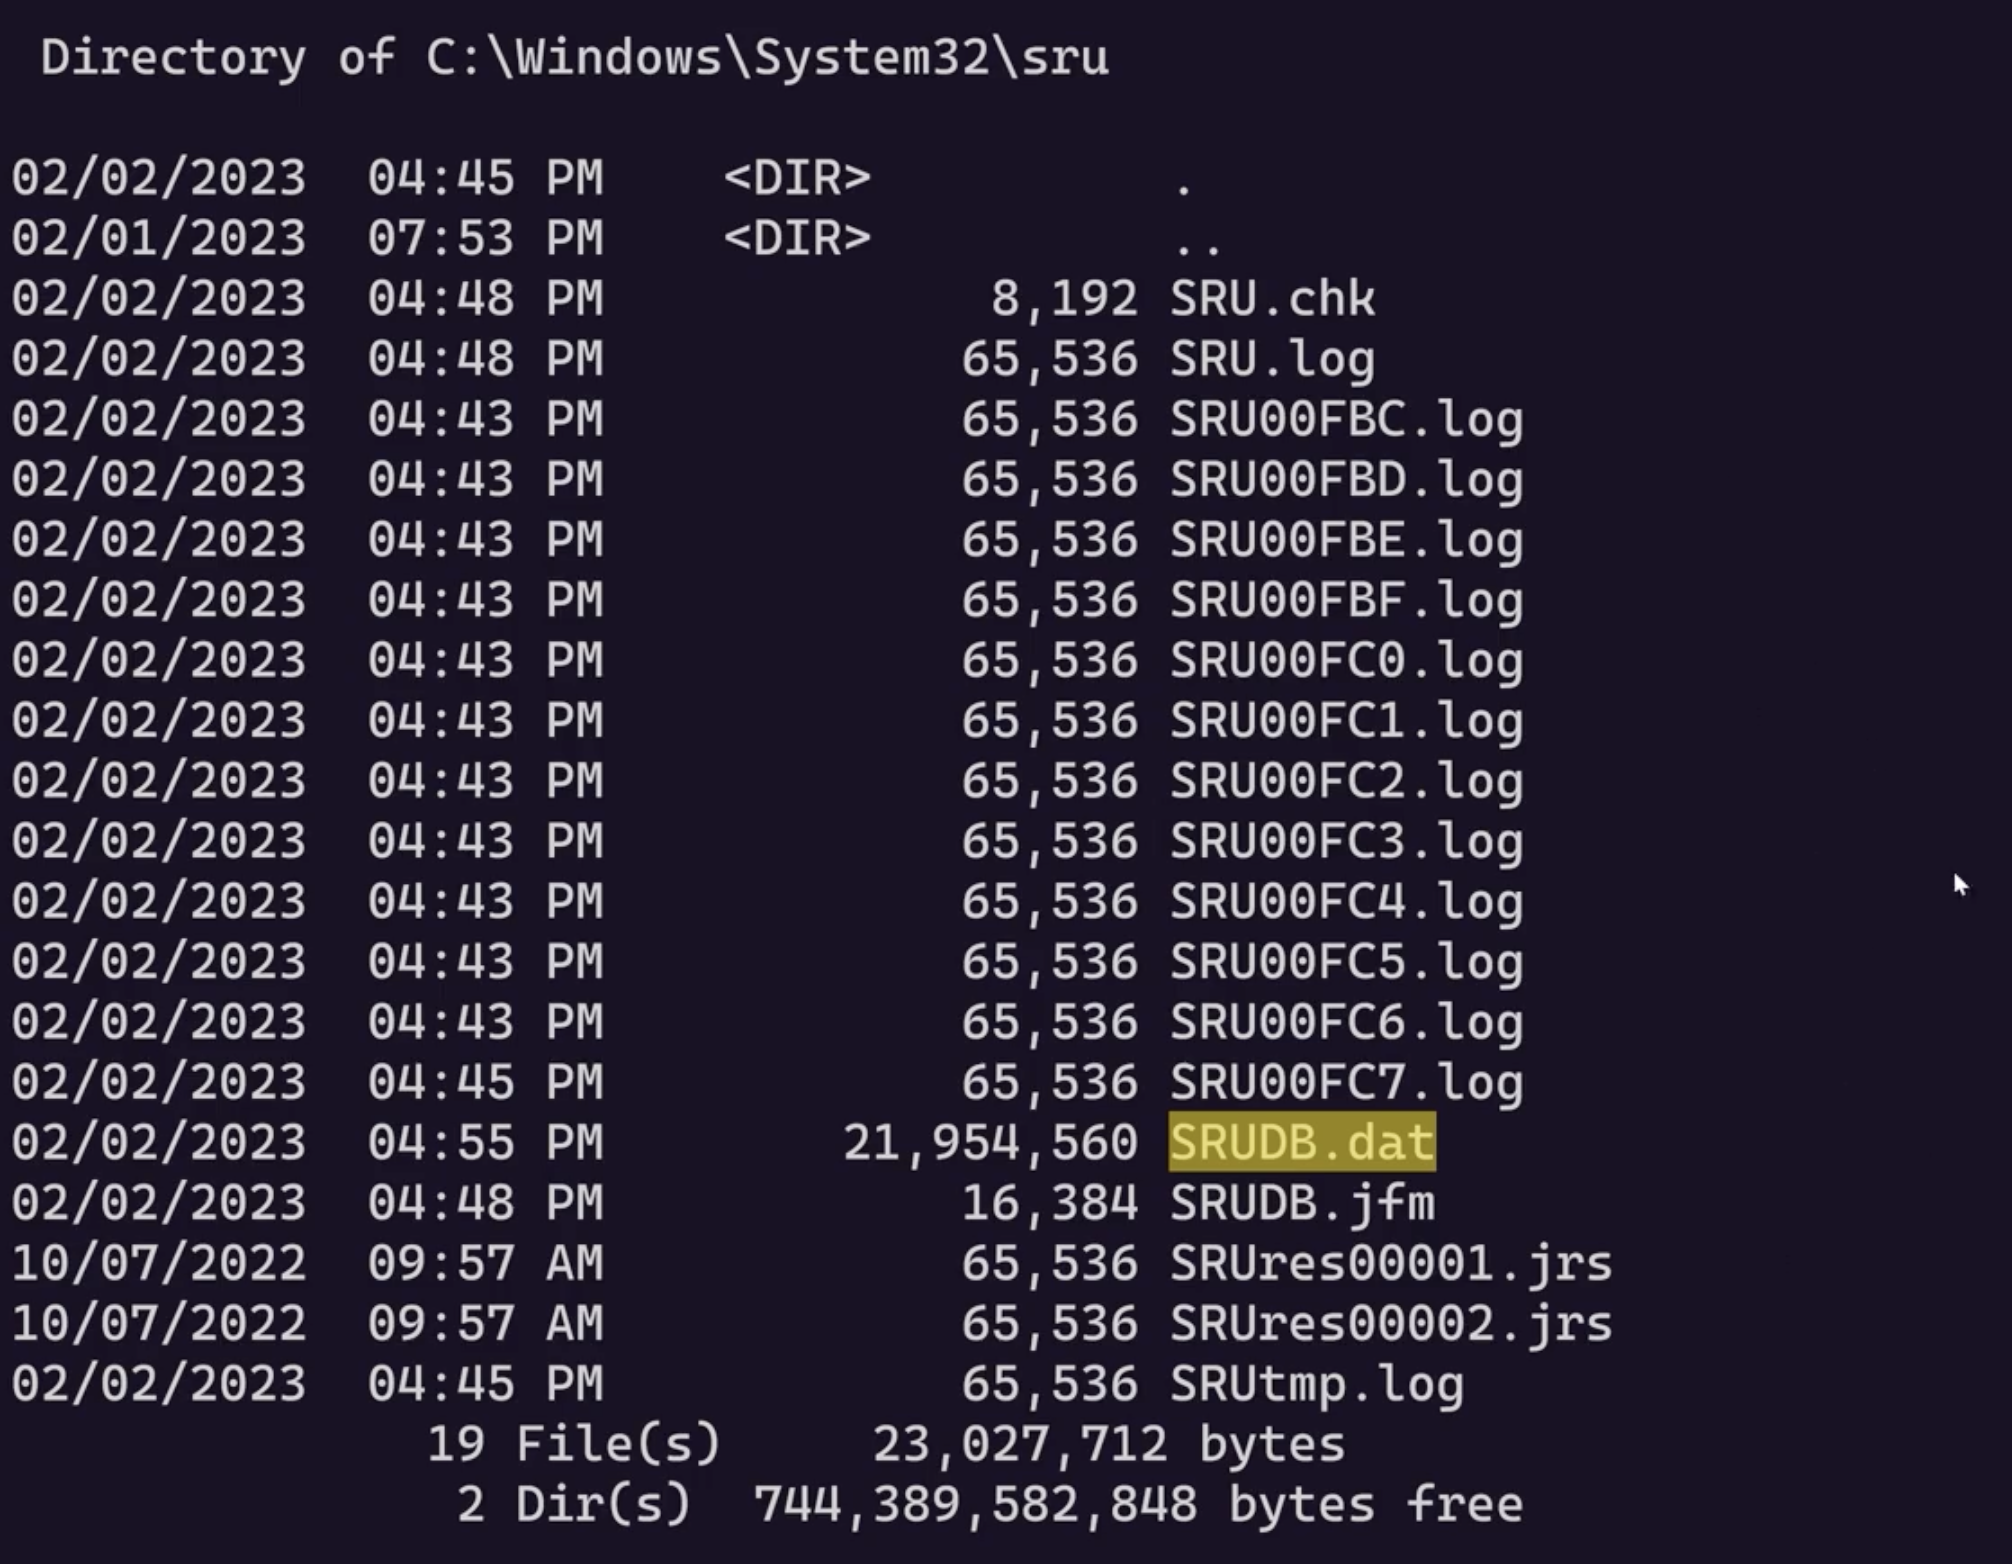 Directory of C:\Windows\System32\sru
02/02/2023  04:45 PM    <DIR>          .
02/01/2023  07:53 PM    <DIR>          ..
02/02/2023  04:48 PM             8,192 SRU.chk
02/02/2023  04:48 PM            65,536 SRU.log
02/02/2023  04:43 PM            65,536 SRU00FBC.log
02/02/2023  04:43 PM            65,536 SRU00FBD.log
02/02/2023  04:43 PM            65,536 SRU00FBE.log
02/02/2023  04:43 PM            65,536 SRU00FBF.log
02/02/2023  04:43 PM            65,536 SRU00FC0.log
02/02/2023  04:43 PM            65,536 SRU00FC1.log
02/02/2023  04:43 PM            65,536 SRU00FC2.log
02/02/2023  04:43 PM            65,536 SRU00FC3.log
02/02/2023  04:43 PM            65,536 SRU00FC4.log
02/02/2023  04:43 PM            65,536 SRU00FC5.log
02/02/2023  04:43 PM            65,536 SRU00FC6.log
02/02/2023  04:45 PM            65,536 SRU00FC7.log
02/02/2023  04:55 PM        21,954,560 SRUDB.dat
02/02/2023  04:48 PM            16,384 SRUDB.jfm
10/07/2022  09:57 AM            65,536 SRUres00001.jrs
10/07/2022  09:57 AM            65,536 SRUres00002.jrs
02/02/2023  04:45 PM            65,536 SRUtmp.log
19 File(s)     23,027,712 bytes
2 Dir(s)  744,389,582,848 bytes free